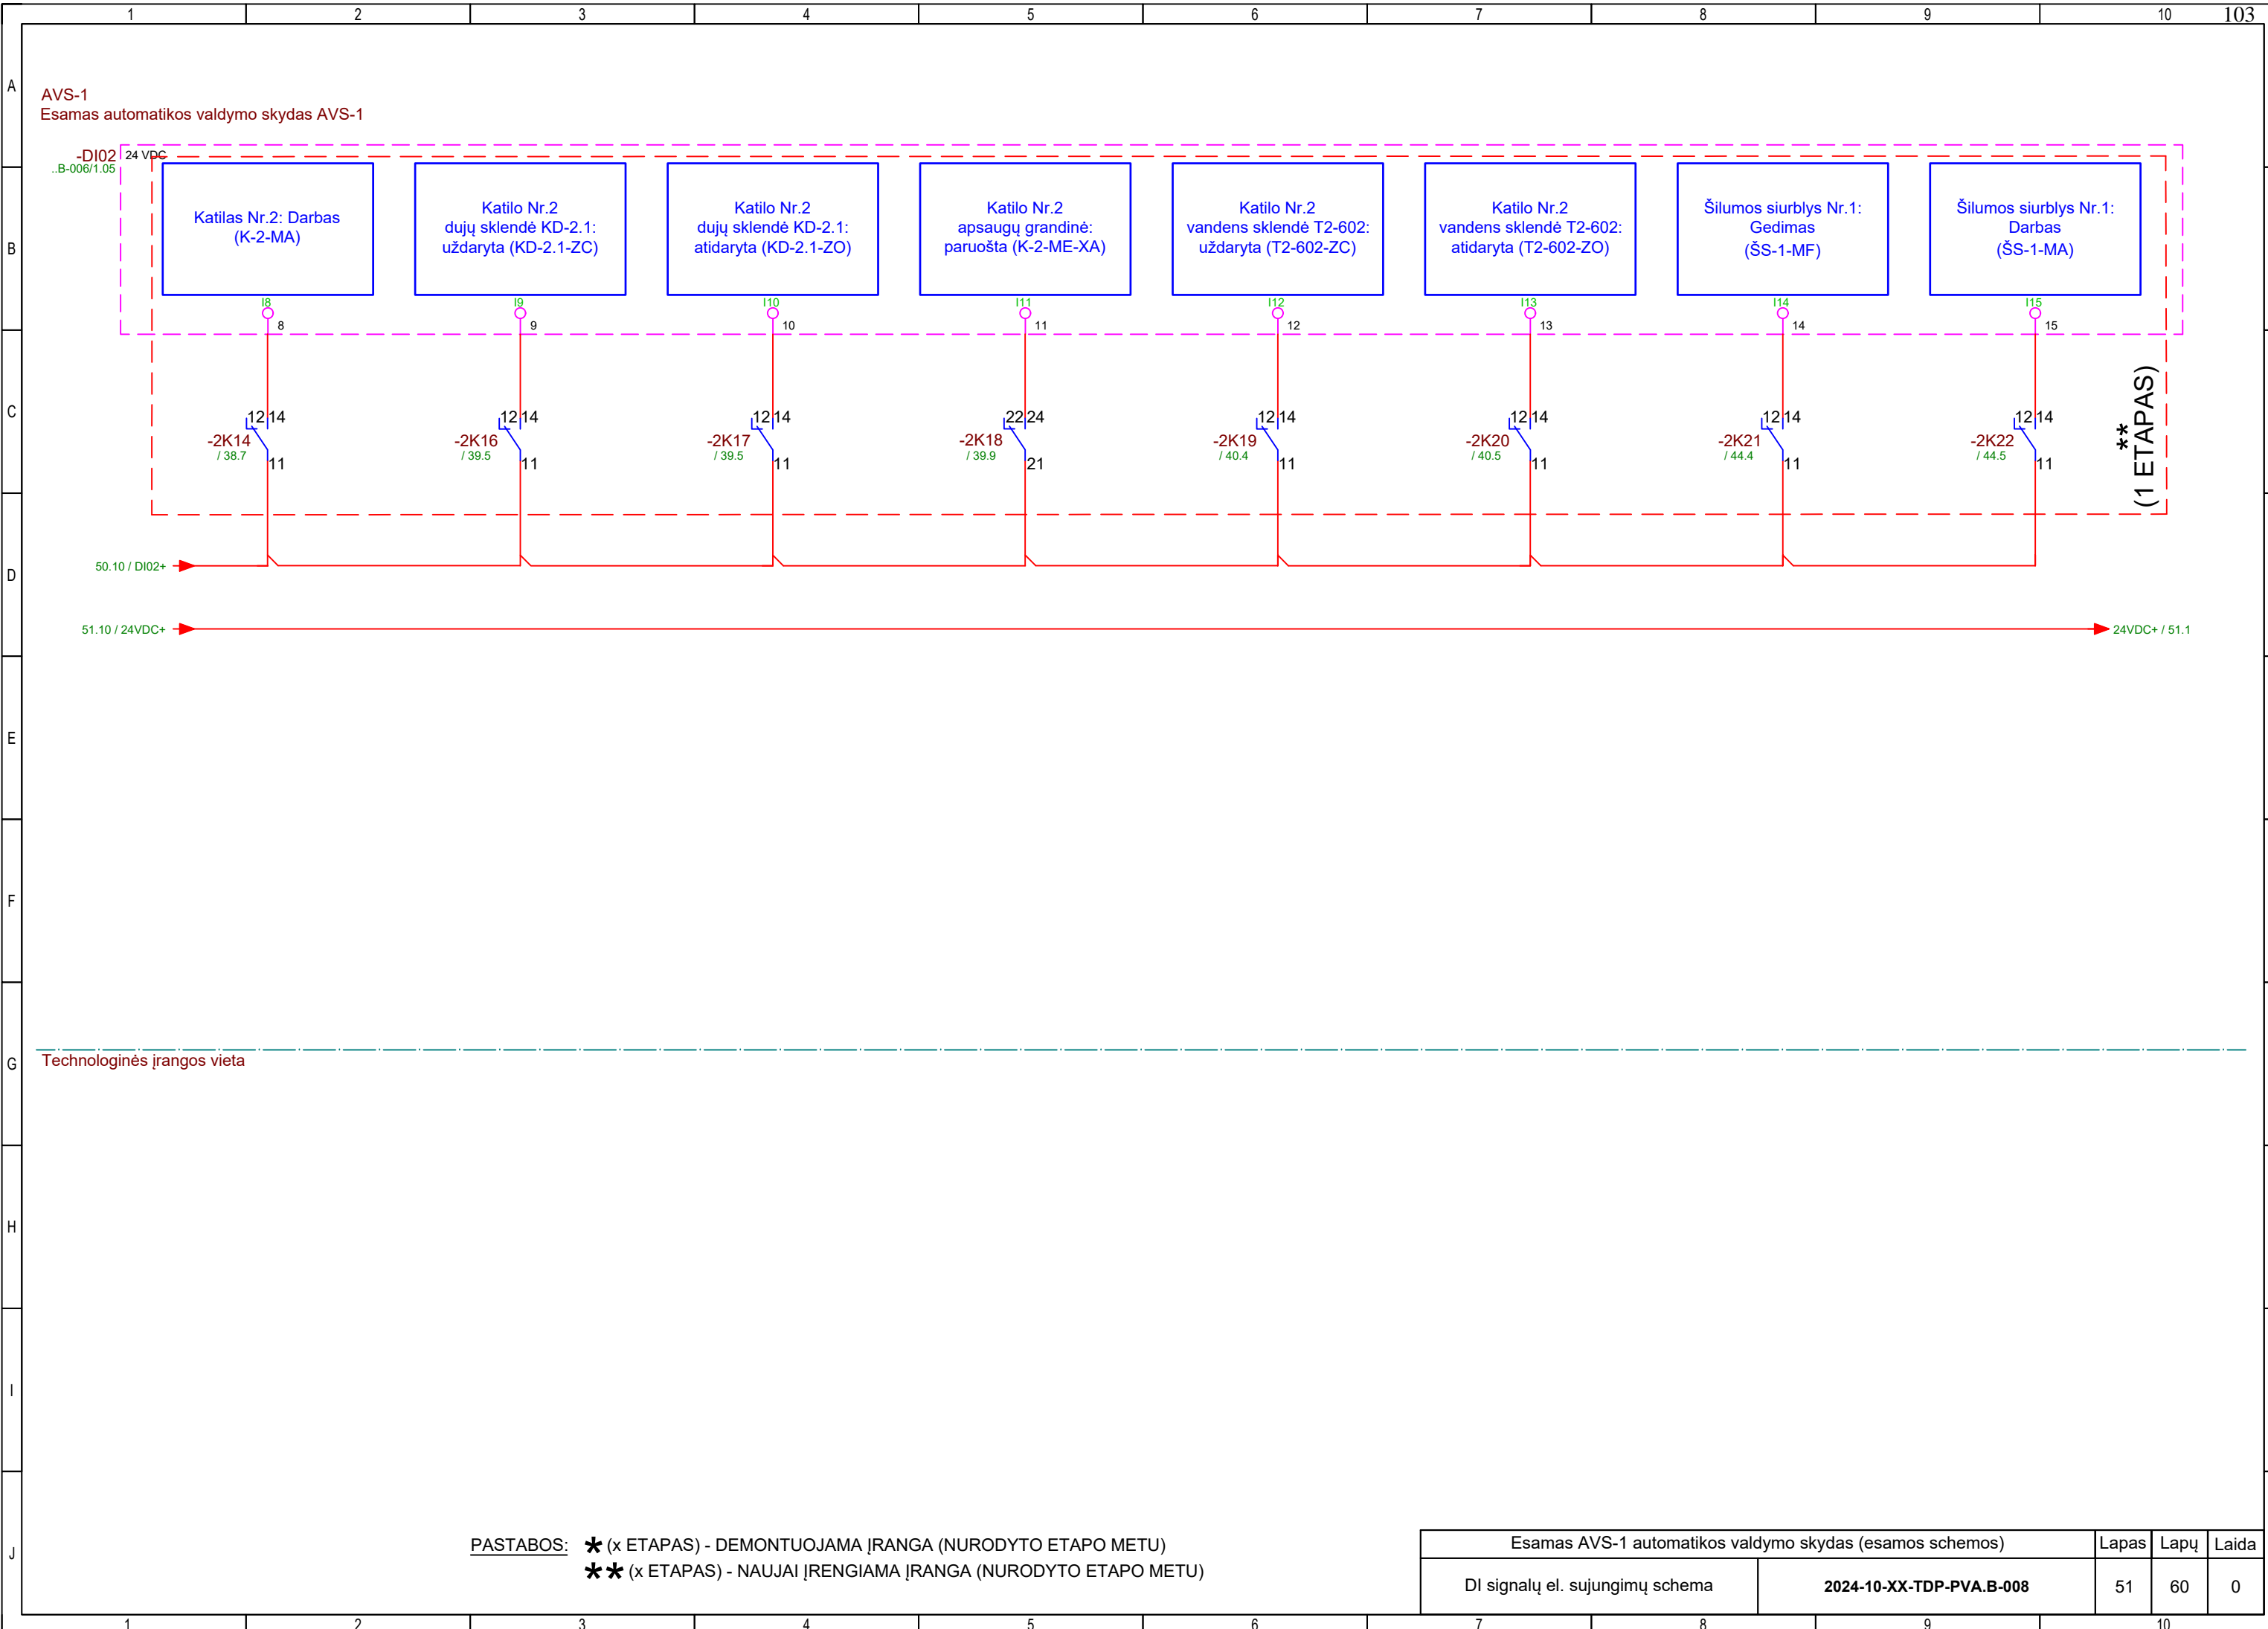 1 2 3 4 5 6 7 8 9 10 103
A
AVS-1
Esamas automatikos valdymo skydas AVS-1
-DI02 24 VDC
..B-006/1.05
B
Katilas Nr.2: Darbas
(K-2-MA)
Katilo Nr.2
dujų sklendė KD-2.1:
uždaryta (KD-2.1-ZC)
Katilo Nr.2
dujų sklendė KD-2.1:
atidaryta (KD-2.1-ZO)
Katilo Nr.2
apsaugų grandinė:
paruošta (K-2-ME-XA)
Katilo Nr.2
vandens sklendė T2-602:
uždaryta (T2-602-ZC)
Katilo Nr.2
vandens sklendė T2-602:
atidaryta (T2-602-ZO)
Šilumos siurblys Nr.1:
Gedimas
(ŠS-1-MF)
Šilumos siurblys Nr.1:
Darbas
(ŠS-1-MA)
I8 I9 I10 I11 I12 I13 I14 I15
8 9 10 11 12 13 14 15
C
12 14 12 14 12 14 22 24 12 14 12 14 12 14 12 14
-2K14 -2K16 -2K17 -2K18 -2K19 -2K20 -2K21 -2K22
/ 38.7 / 39.5 / 39.5 / 39.9 / 40.4 / 40.5 / 44.4 / 44.5
11 11 11 21 11 11 11 11
**
(1 ETAPAS)
D
50.10 / DI02+
51.10 / 24VDC+ 24VDC+ / 51.1
E
F
G
Technologinės įrangos vieta
H
I
J
PASTABOS: * (x ETAPAS) - DEMONTUOJAMA ĮRANGA (NURODYTO ETAPO METU)
** (x ETAPAS) - NAUJAI ĮRENGIAMA ĮRANGA (NURODYTO ETAPO METU)
Esamas AVS-1 automatikos valdymo skydas (esamos schemos) Lapas Lapų Laida
DI signalų el. sujungimų schema 2024-10-XX-TDP-PVA.B-008 51 60 0
1 2 3 4 5 6 7 8 9 10